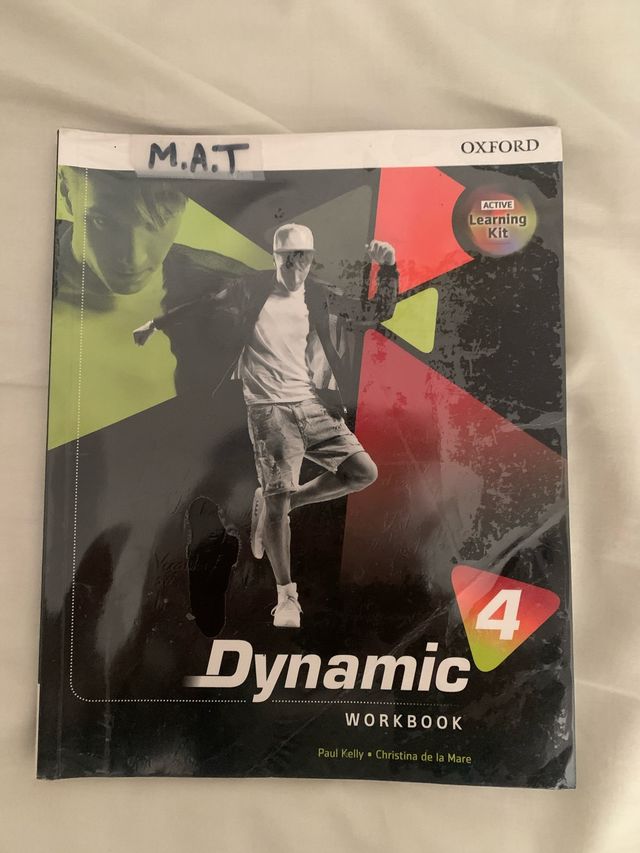 M.A.T
OXFORD
ACTIVE
Learning
Kit
4
Dynamic
WORKBOOK
Paul Kelly • Christina de la Mare